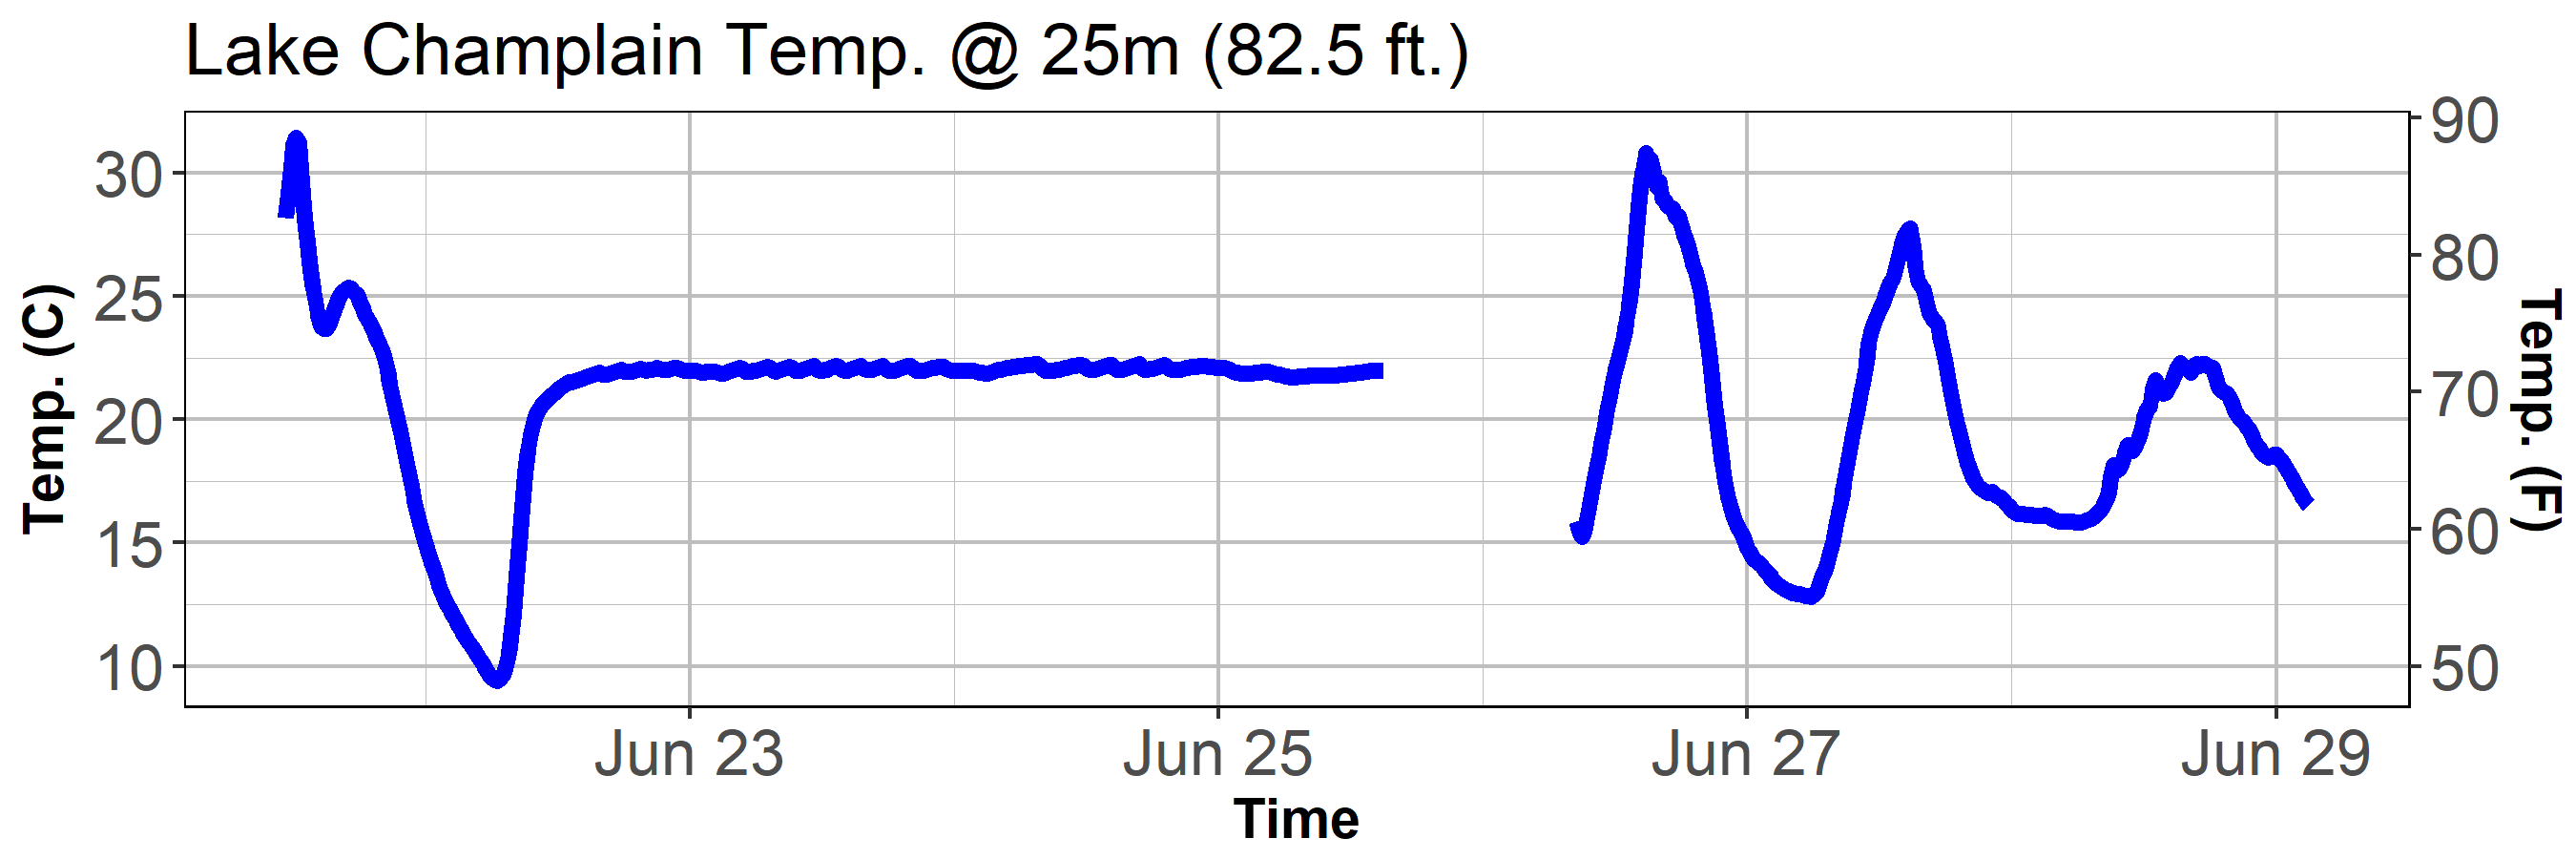 Lake Champlain Temp. @ 25m (82.5 ft.)
Temp. (C)
30
25
20
15
10
90
80
70
60
50
Temp. (F)
Jun 23
Jun 25
Jun 27
Jun 29
Time